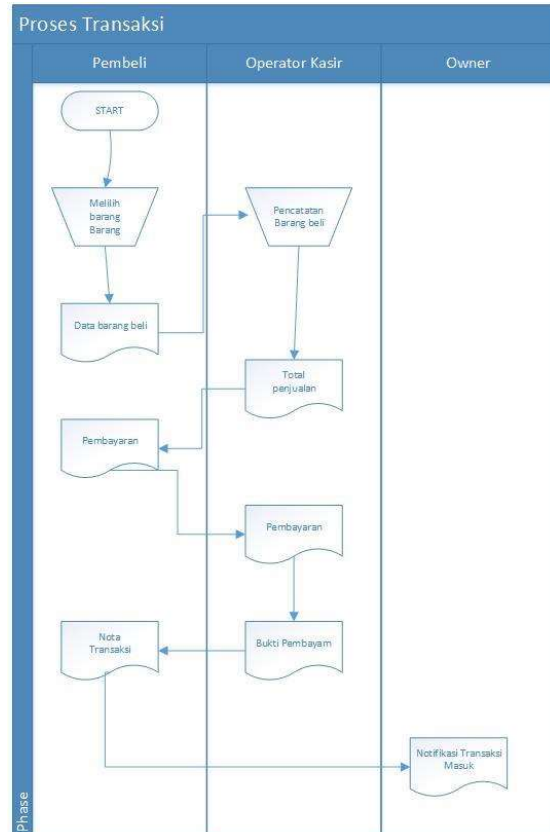 Proses Transaksi
Pembeli
Operator Kasir
Owner
START
Melilih
barang
Barang
Pencatatan
Barang beli
Data barang beli
Total
penjualan
Pembayaran
Pembayaran
Nota
Transaksi
Bukti Pembayam
Notifikasi Transaksi
Masuk
Phase